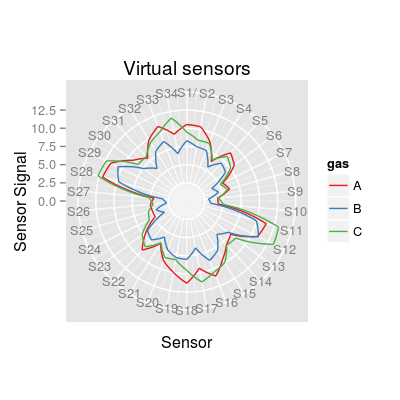 Virtual sensors
Sensor Signal
12.5
10.0
7.5
5.0
2.5
0.0
S1/
S2
S3
S4
S5
S6
S7
S8
S9
S10
S11
S12
S13
S14
S15
S16
S17
S18
S19
S20
S21
S22
S23
S24
S25
S26
S27
S28
S29
S30
S31
S32
S33
S34
Sensor
gas
A
B
C